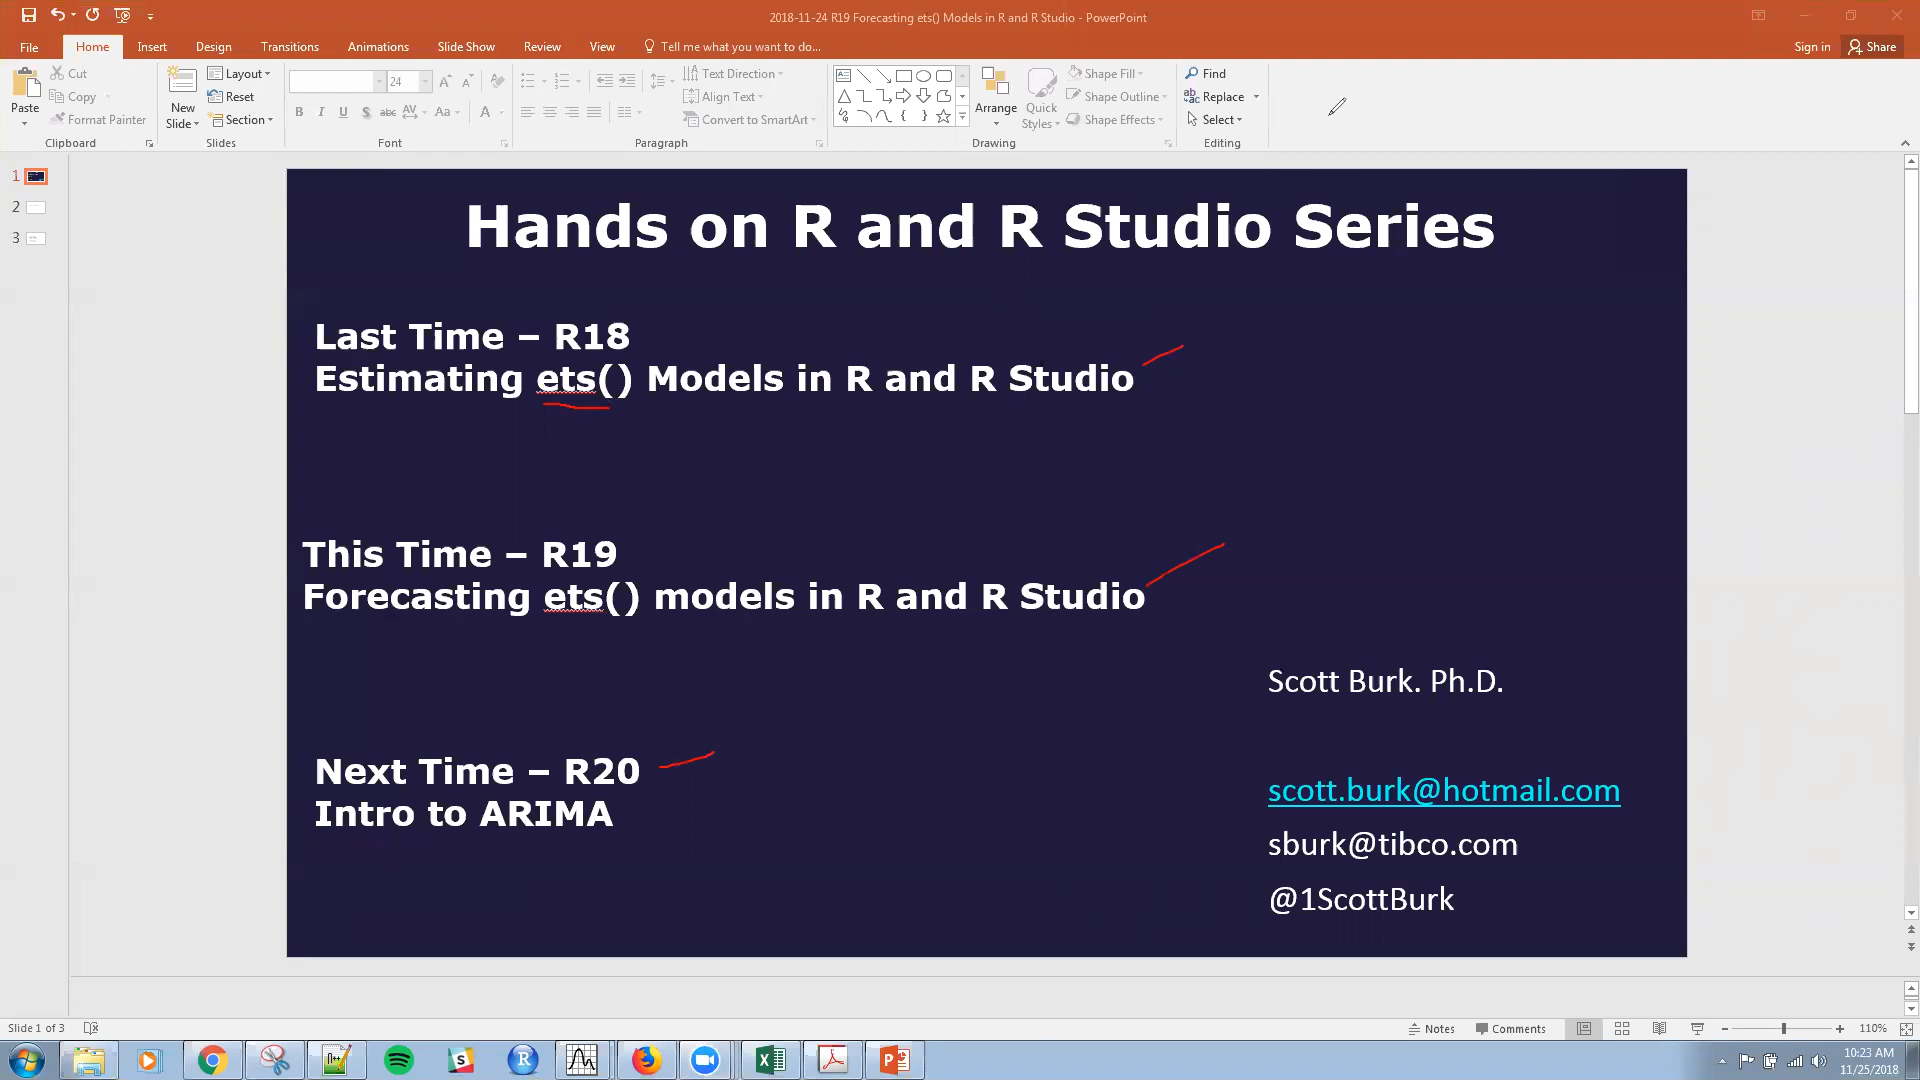 2018-11-24 R19 Forecasting ets() Models in R and R Studio - PowerPoint
File Home Insert Design Transitions Animations Slide Show Review View Tell me what you want to do... Sign in Share
Paste
Cut
Copy
Format Painter
Clipboard
New
Slide
Layout
Reset
Section
Slides
24
B I U S abc AV Aa A
Font
Text Direction
Align Text
Convert to SmartArt
Paragraph
Arrange
Quick
Styles
Shape Fill
Shape Outline
Shape Effects
Drawing
Find
Replace
Select
Editing
1
2
3
Hands on R and R Studio Series
Last Time – R18
Estimating ets() Models in R and R Studio
This Time – R19
Forecasting ets() models in R and R Studio
Scott Burk. Ph.D.
Next Time – R20
Intro to ARIMA
scott.burk@hotmail.com
sburk@tibco.com
@1ScottBurk
Slide 1 of 3 Notes Comments 110%
10:23 AM
11/25/2018